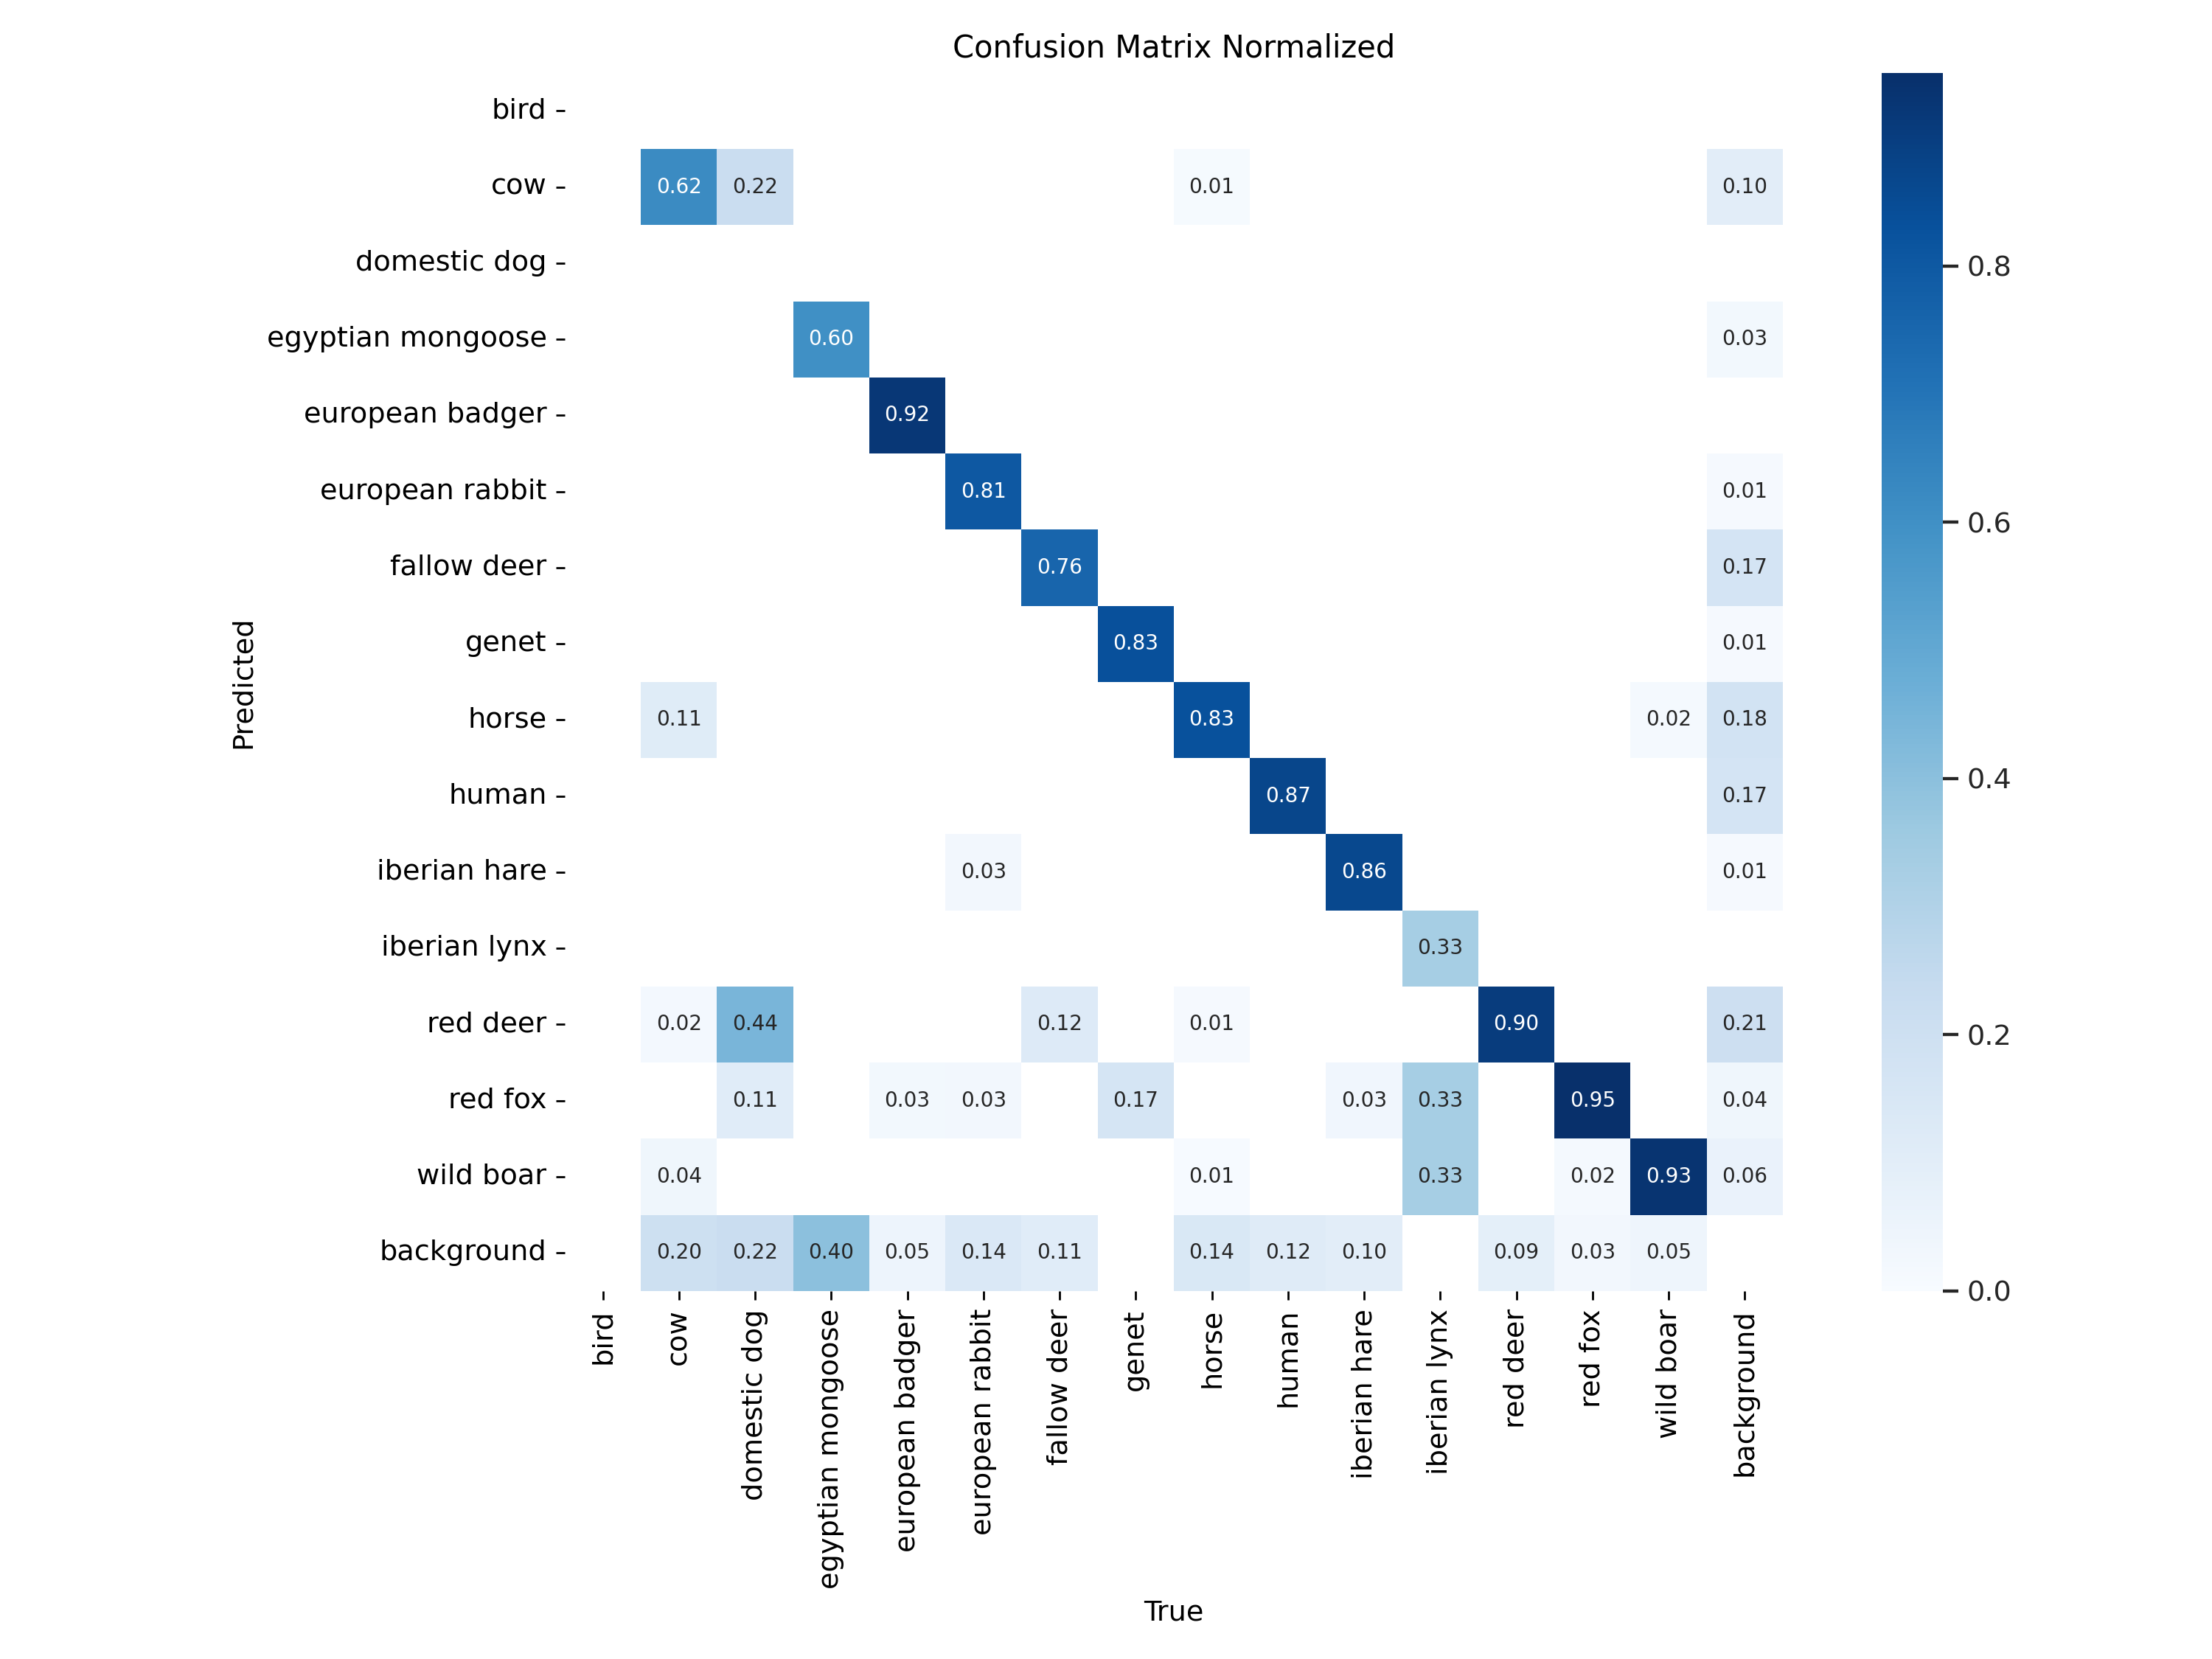 Confusion Matrix Normalized
Predicted
bird
cow 0.62 0.22 0.01 0.10
domestic dog
egyptian mongoose 0.60 0.03
european badger 0.92
european rabbit 0.81 0.01
fallow deer 0.76 0.17
genet 0.83 0.01
horse 0.11 0.83 0.02 0.18
human 0.87 0.17
iberian hare 0.03 0.86 0.01
iberian lynx 0.33
red deer 0.02 0.44 0.12 0.01 0.90 0.21
red fox 0.11 0.03 0.03 0.17 0.03 0.33 0.95 0.04
wild boar 0.04 0.01 0.33 0.02 0.93 0.06
background 0.20 0.22 0.40 0.05 0.14 0.11 0.14 0.12 0.10 0.09 0.03 0.05
bird
cow
domestic dog
egyptian mongoose
european badger
european rabbit
fallow deer
genet
horse
human
iberian hare
iberian lynx
red deer
red fox
wild boar
background
True
0.8
0.6
0.4
0.2
0.0